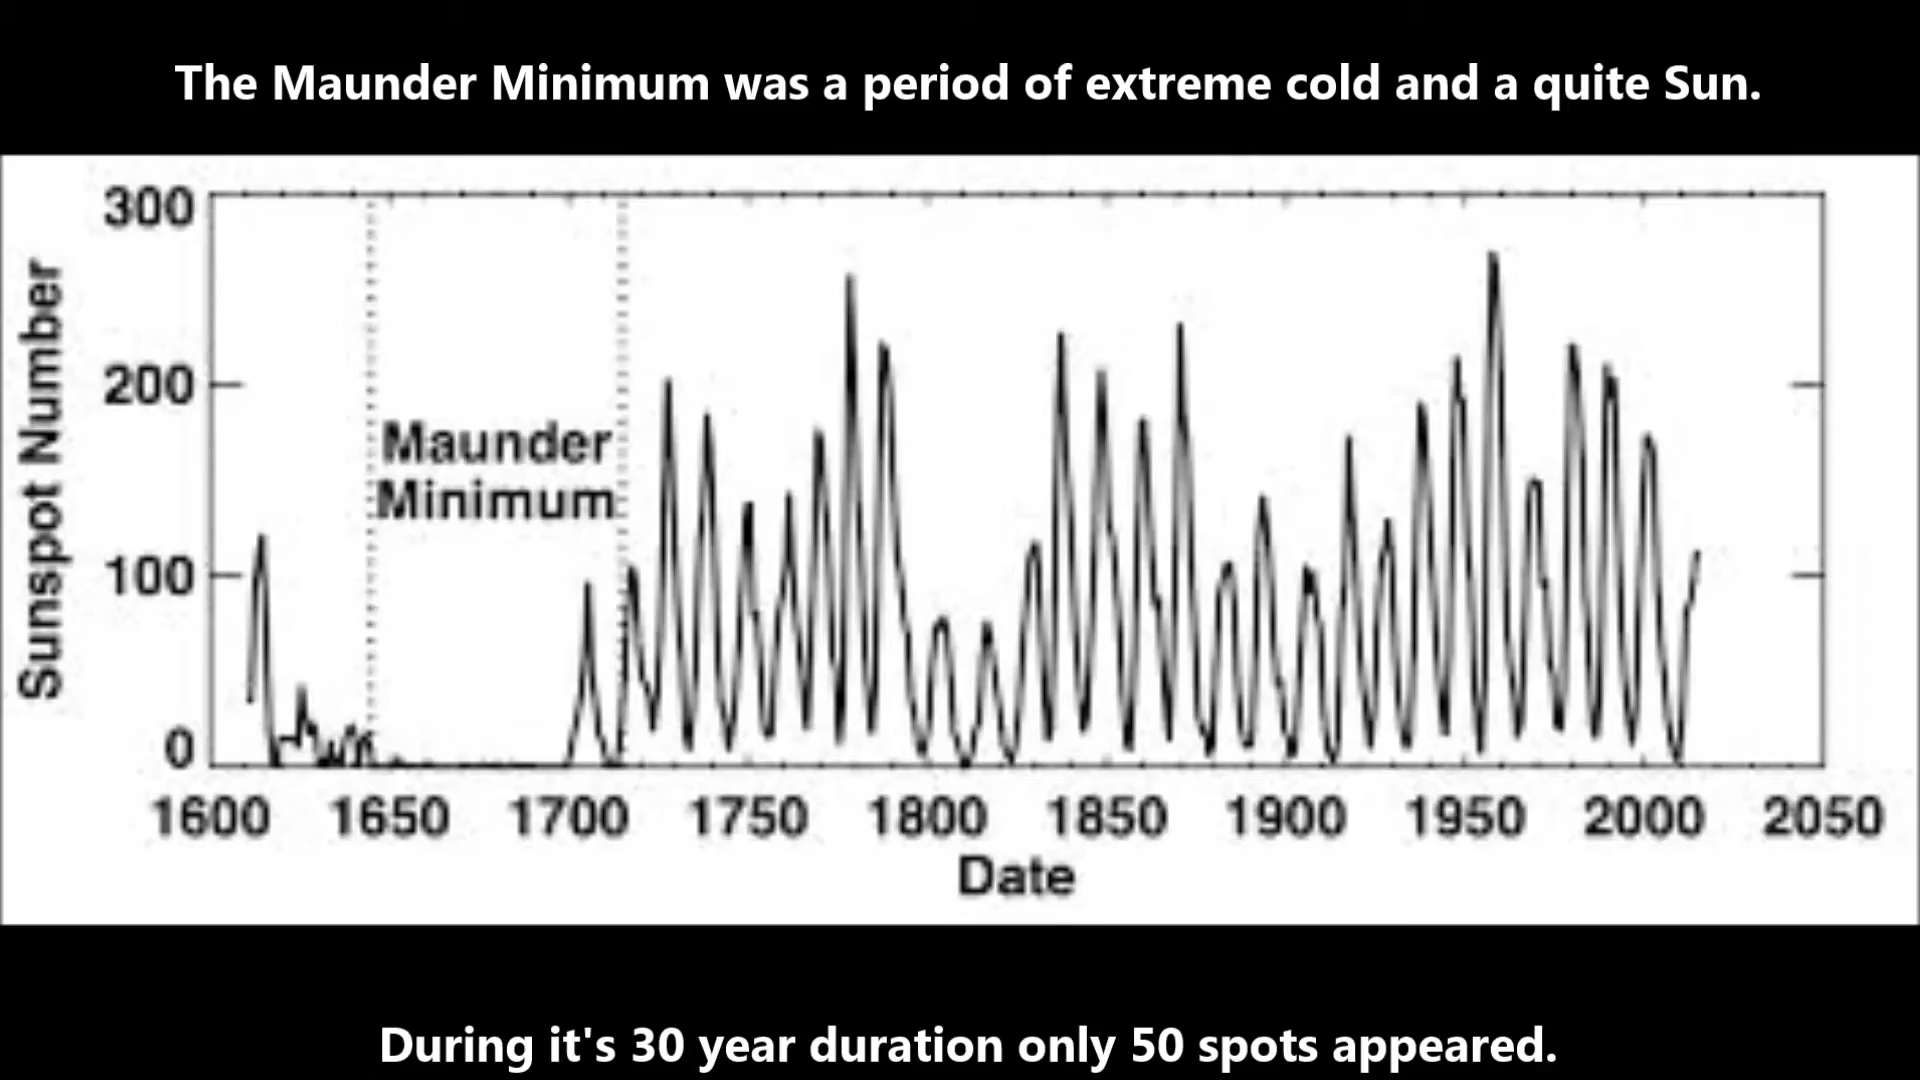 The Maunder Minimum was a period of extreme cold and a quite Sun.
300
200
100
0
Sunspot Number
Maunder
Minimum
1600 1650 1700 1750 1800 1850 1900 1950 2000 2050
Date
During it's 30 year duration only 50 spots appeared.